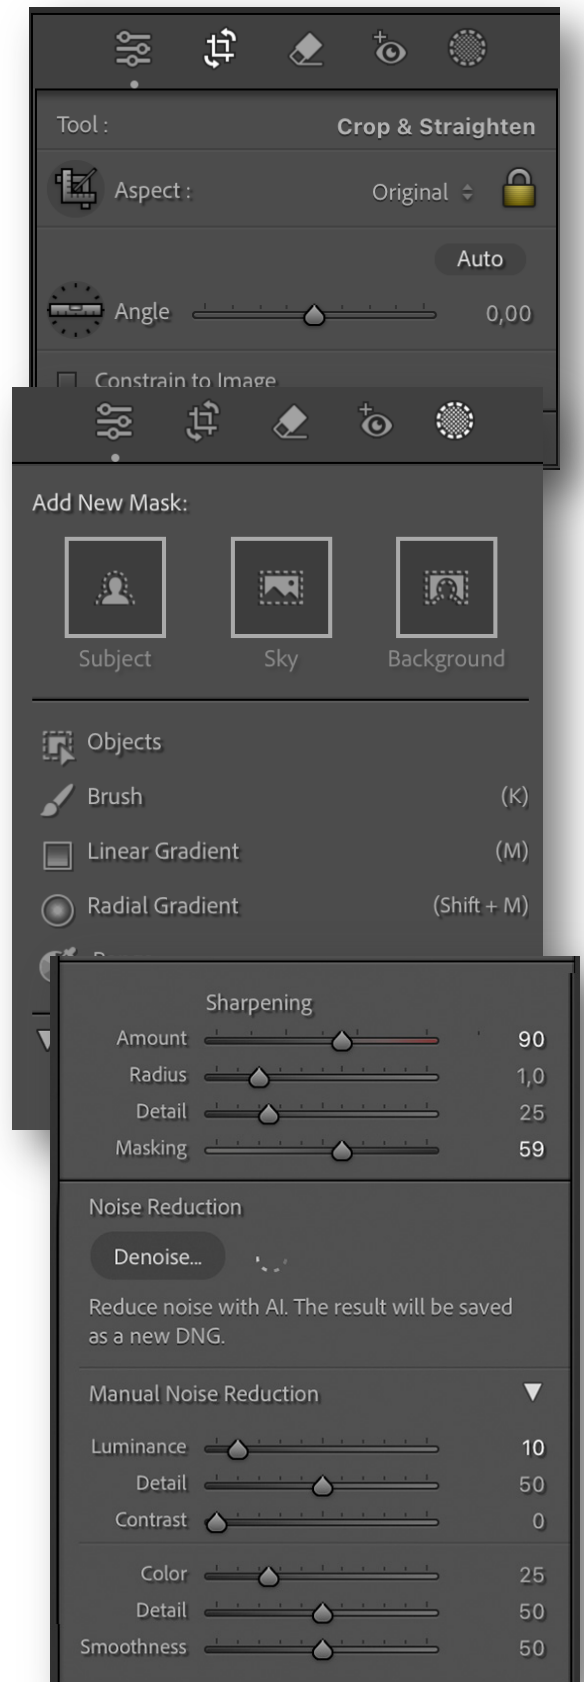 Tool : Crop & Straighten
Aspect : Original
Auto
Angle 0,00
Constrain to Image
Add New Mask:
Subject Sky Background
Objects
Brush (K)
Linear Gradient (M)
Radial Gradient (Shift + M)
Sharpening
Amount 90
Radius 1,0
Detail 25
Masking 59
Noise Reduction
Denoise...
Reduce noise with AI. The result will be saved
as a new DNG.
Manual Noise Reduction
Luminance 10
Detail 50
Contrast 0
Color 25
Detail 50
Smoothness 50